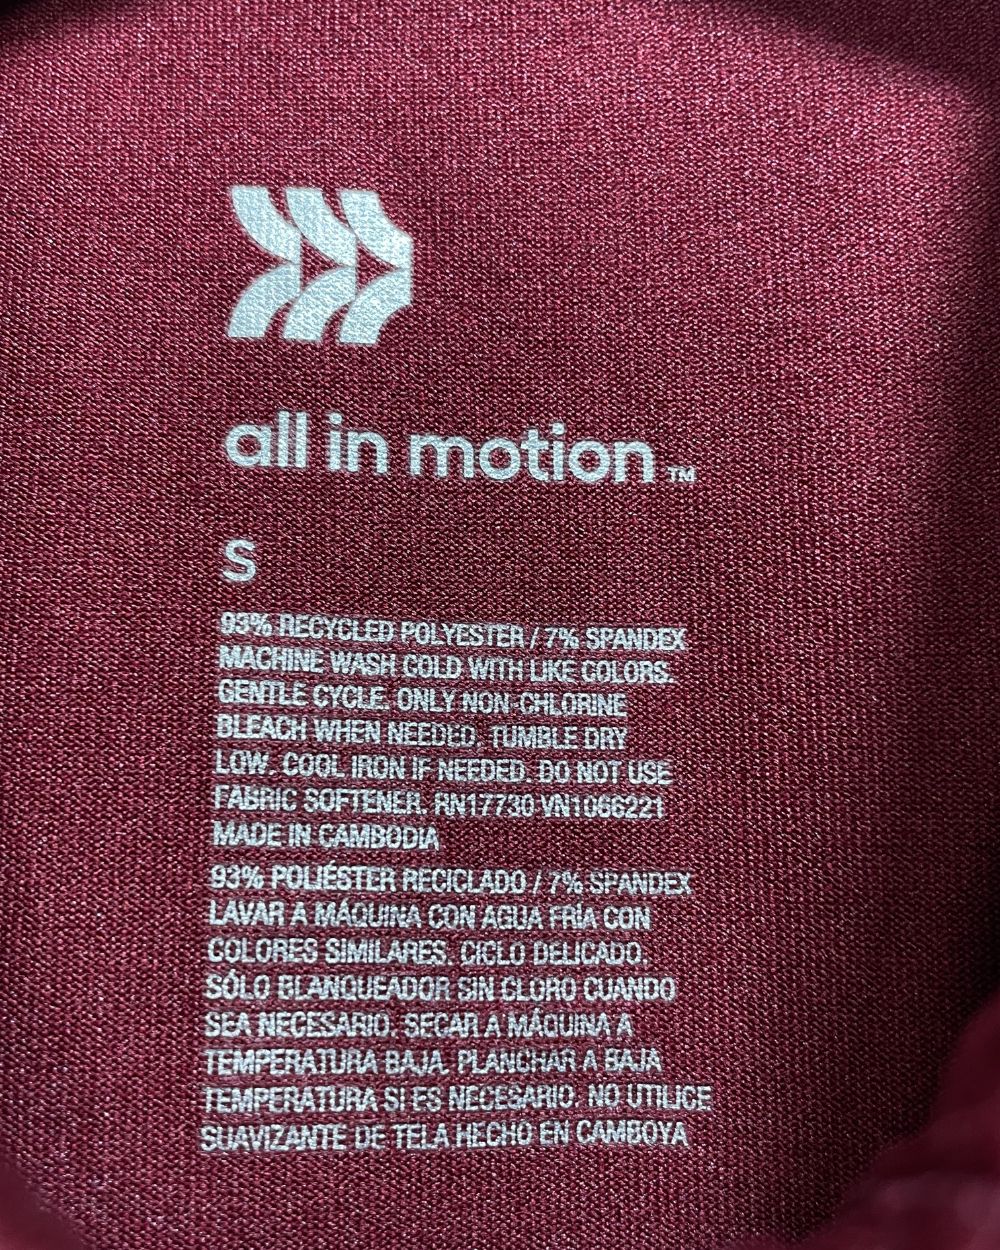 all in motion™
S
93% RECYCLED POLYESTER / 7% SPANDEX
MACHINE WASH COLD WITH LIKE COLORS.
GENTLE CYCLE. ONLY NON-CHLORINE
BLEACH WHEN NEEDED. TUMBLE DRY
LOW. COOL IRON IF NEEDED. DO NOT USE
FABRIC SOFTENER. RN17730 VN1066221
MADE IN CAMBODIA
93% POLIÉSTER RECICLADO / 7% SPANDEX
LAVAR A MÁQUINA CON AGUA FRÍA CON
COLORES SIMILARES. CICLO DELICADO.
SÓLO BLANQUEADOR SIN CLORO CUANDO
SEA NECESARIO. SECAR A MÁQUINA A
TEMPERATURA BAJA. PLANCHAR A BAJA
TEMPERATURA SI ES NECESARIO. NO UTILICE
SUAVIZANTE DE TELA HECHO EN CAMBOYA